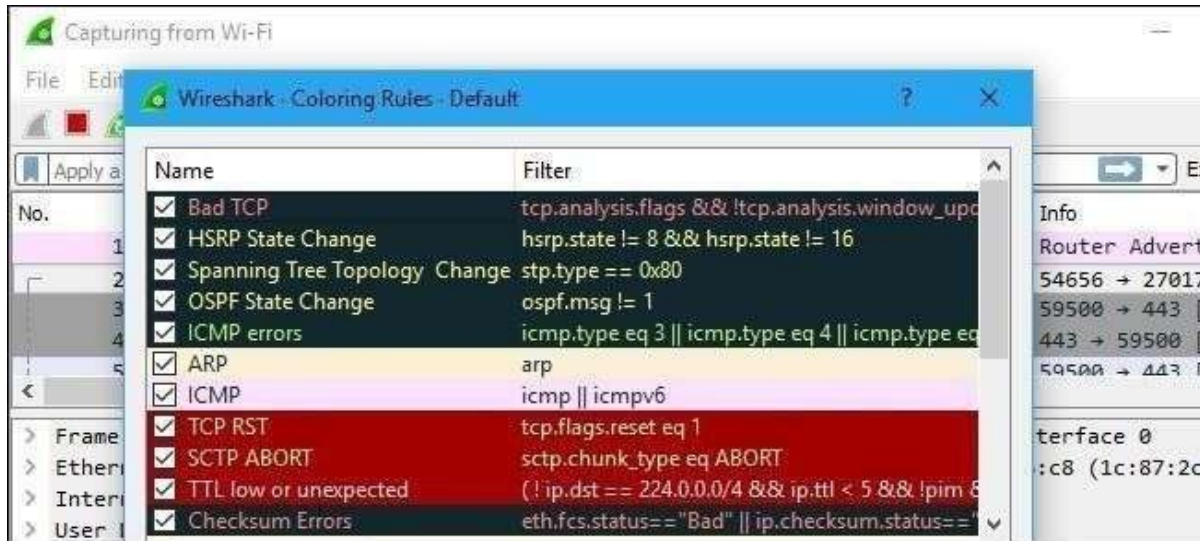 Capturing from Wi-Fi
File Edit
Wireshark - Coloring Rules - Default ? ×
Apply a
Name Filter
No. Info
Bad TCP tcp.analysis.flags && !tcp.analysis.window_upd
1 Router Advert
HSRP State Change hsrp.state != 8 && hsrp.state != 16
2 54656 → 27017
Spanning Tree Topology Change stp.type == 0x80
3 59500 → 443 [
OSPF State Change ospf.msg != 1
4 443 → 59500 [
ICMP errors icmp.type eq 3 || icmp.type eq 4 || icmp.type eq
5 59500 → 443 [
ARP arp
ICMP icmp || icmpv6
Frame terface 0
TCP RST tcp.flags.reset eq 1
Ethern :c8 (1c:87:2c
SCTP ABORT sctp.chunk_type eq ABORT
Intern
TTL low or unexpected ( ! ip.dst == 224.0.0.0/4 && ip.ttl < 5 && !pim &
User
Checksum Errors eth.fcs.status=="Bad" || ip.checksum.status=="